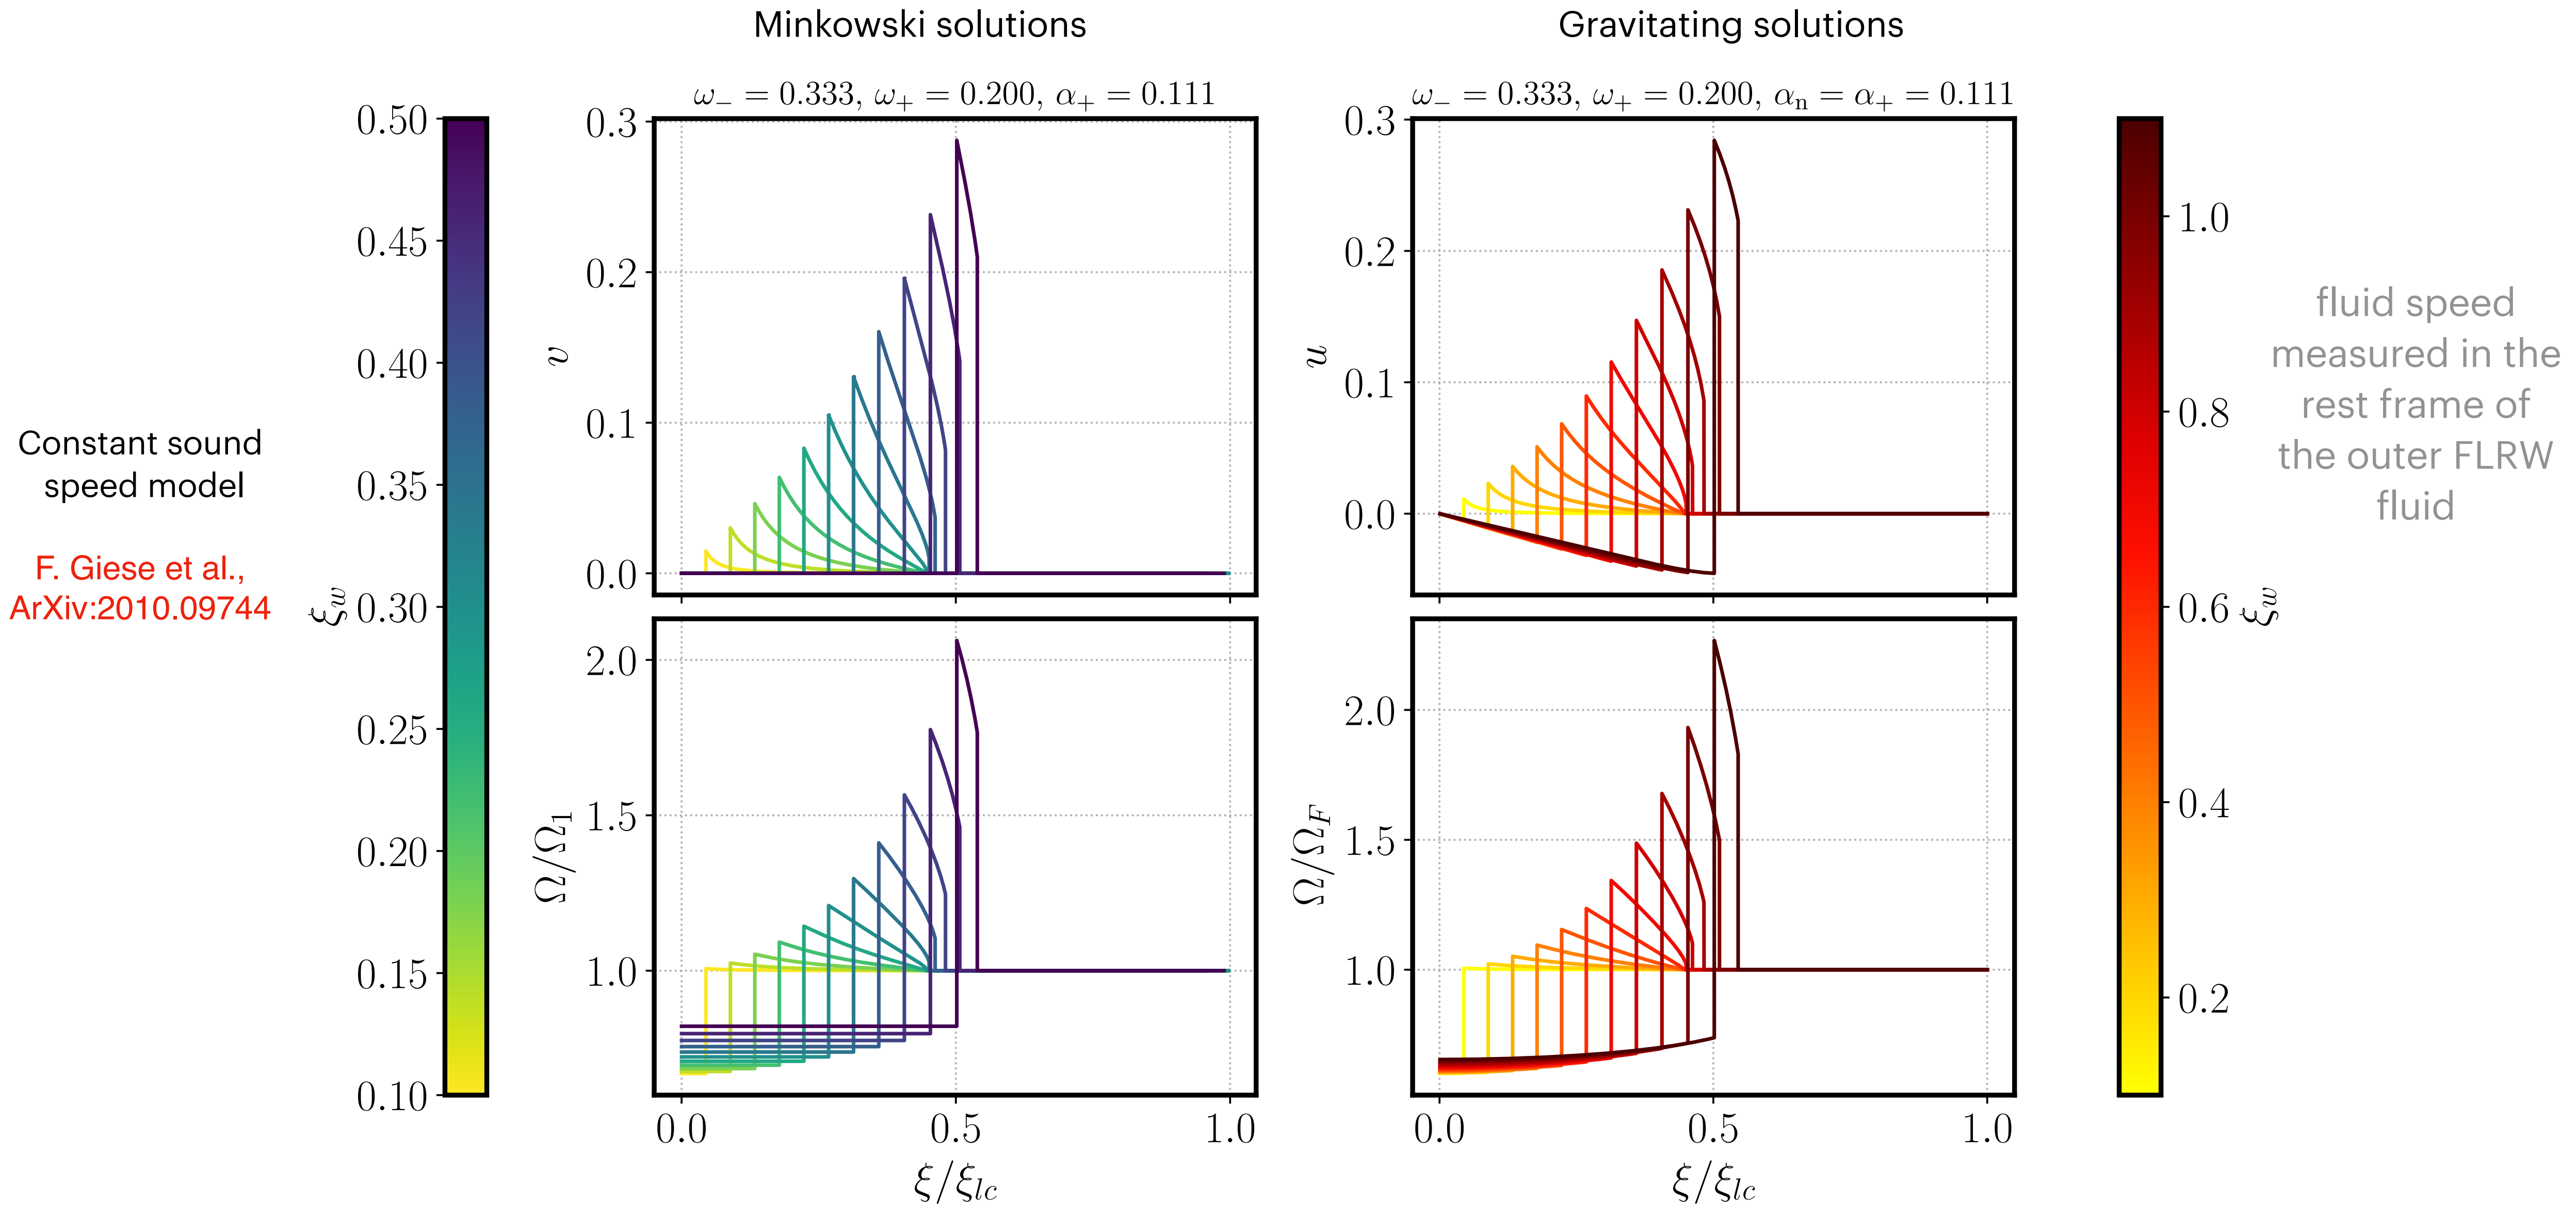 Minkowski solutions
Gravitating solutions
ω₋ = 0.333, ω₊ = 0.200, α₊ = 0.111
ω₋ = 0.333, ω₊ = 0.200, αₙ = α₊ = 0.111
Constant sound
speed model
F. Giese et al.,
ArXiv:2010.09744
0.50
0.45
0.40
0.35
0.30
0.25
0.20
0.15
0.10
ξ_w
0.3
0.2
0.1
0.0
v
2.0
1.5
1.0
Ω/Ω₁
0.0
0.5
1.0
ξ/ξ_{lc}
0.3
0.2
0.1
0.0
u
2.0
1.5
1.0
Ω/Ω_F
0.0
0.5
1.0
ξ/ξ_{lc}
1.0
0.8
0.6
0.4
0.2
ξ_w
fluid speed
measured in the
rest frame of
the outer FLRW
fluid